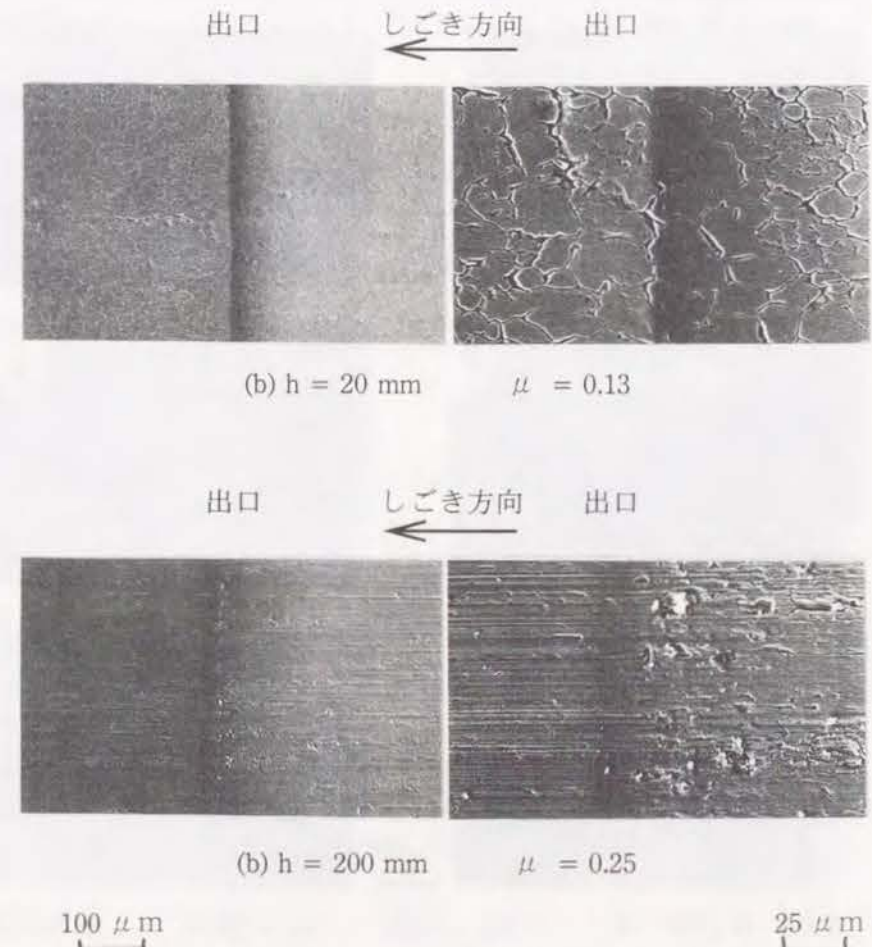 出口 しごき方向 出口
(b) h = 20 mm μ = 0.13
出口 しごき方向 出口
(b) h = 200 mm μ = 0.25
100 μm 25 μm